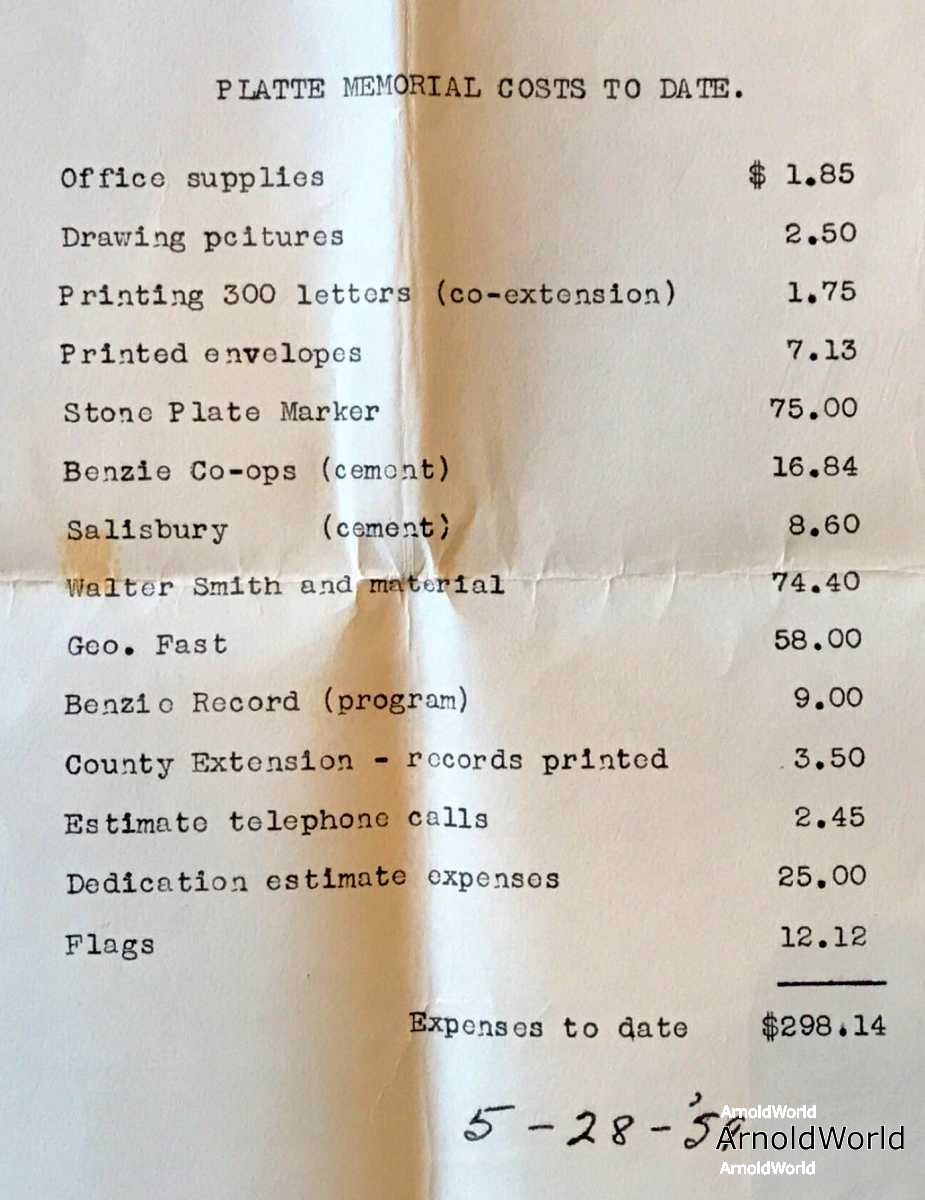 PLATTE MEMORIAL COSTS TO DATE.
Office supplies $ 1.85
Drawing pcitures 2.50
Printing 300 letters (co-extension) 1.75
Printed envelopes 7.13
Stone Plate Marker 75.00
Benzie Co-ops (cement) 16.84
Salisbury (cement) 8.60
Walter Smith and material 74.40
Geo. Fast 58.00
Benzie Record (program) 9.00
County Extension - records printed 3.50
Estimate telephone calls 2.45
Dedication estimate expenses 25.00
Flags 12.12
Expenses to date $298.14
5-28-'59
ArnoldWorld
ArnoldWorld
ArnoldWorld